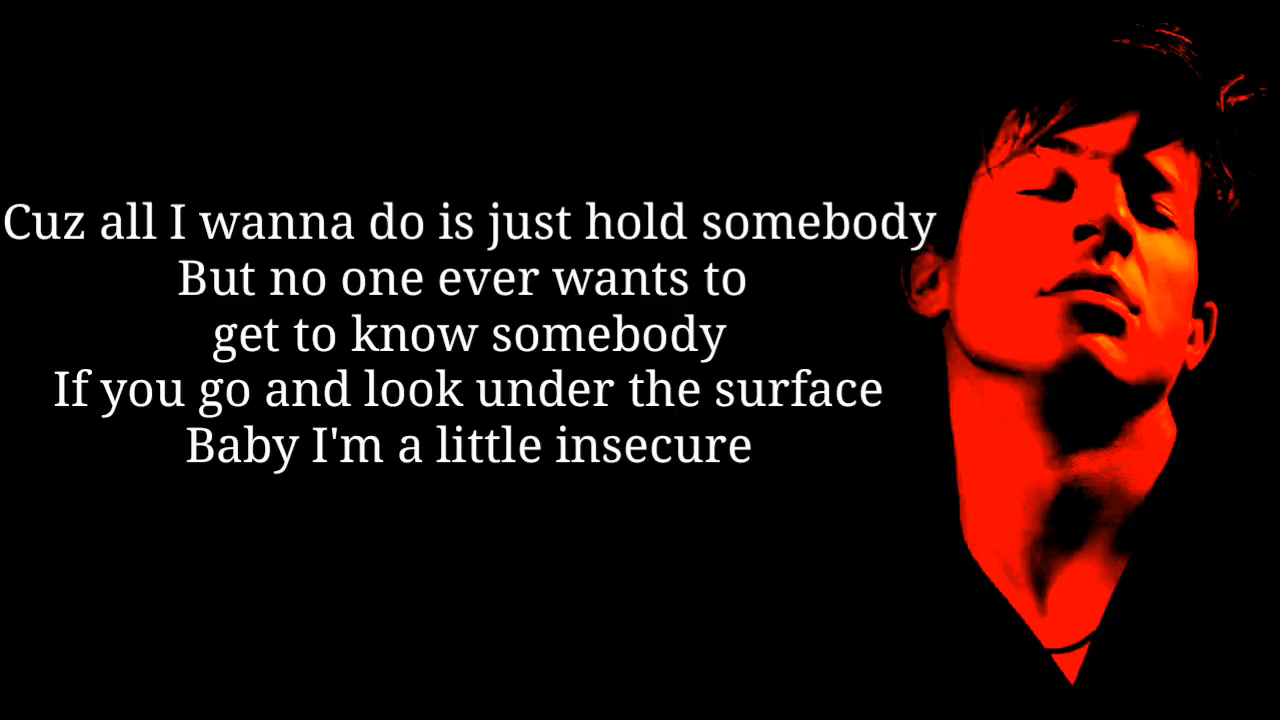 Cuz all I wanna do is just hold somebody
But no one ever wants to
get to know somebody
If you go and look under the surface
Baby I'm a little insecure